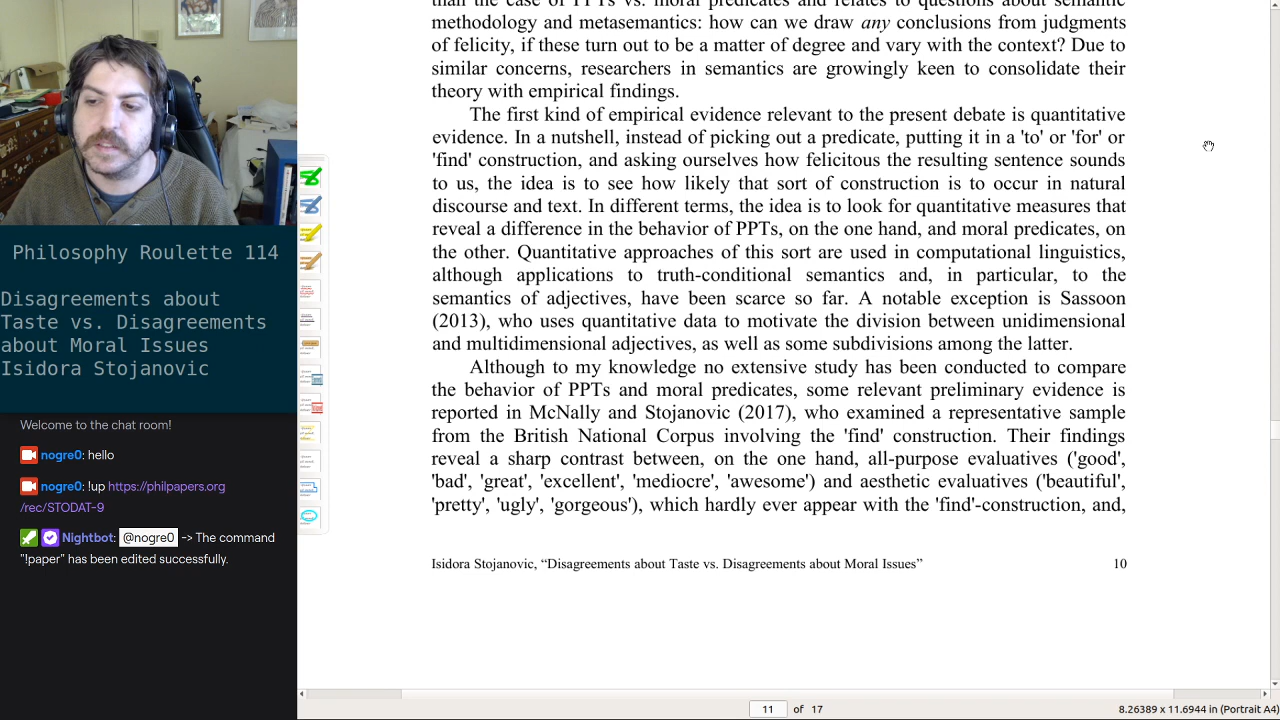 than the case of PPTs vs. moral predicates and relates to questions about semantic
methodology and metasemantics: how can we draw any conclusions from judgments
of felicity, if these turn out to be a matter of degree and vary with the context? Due to
similar concerns, researchers in semantics are growingly keen to consolidate their
theory with empirical findings.
The first kind of empirical evidence relevant to the present debate is quantitative
evidence. In a nutshell, instead of picking out a predicate, putting it in a 'to' or 'for' or
'find'-construction, and asking ourselves how felicitous the resulting sentence sounds
to us, the idea is to see how likely that sort of construction is to occur in natural
discourse and text. In different terms, the idea is to look for quantitative measures that
reveal a difference in the behavior of PPTs, on the one hand, and moral predicates, on
the other. Quantitative approaches of this sort are used in computational linguistics,
although applications to truth-conditional semantics and, in particular, to the
semantics of adjectives, have been scarce so far. A notable exception is Sassoon
(2012), who uses quantitative methods to establish the division between dimensional
and multidimensional adjectives, as well as some subdivisions among the latter.
Although to my knowledge no extensive study has been conducted to compare
the behavior of PPTs and moral predicates, some relevant preliminary evidence is
reported in McNally and Stojanovic (2017), who examined a representative sample
from the British National Corpus involving the 'find' construction. Their findings
reveal a sharp contrast between, on the one hand, all-purpose evaluatives ('good',
'bad', 'great', 'excellent', 'mediocre', 'awesome') and aesthetic evaluatives ('beautiful',
'pretty', 'ugly', 'gorgeous'), which hardly ever appear with the 'find'-construction and,
Isidora Stojanovic, “Disagreements about Taste vs. Disagreements about Moral Issues” 10
Philosophy Roulette 114
Disagreements about
Taste vs. Disagreements
about Moral Issues
Isidora Stojanovic
Welcome to the chat room!
nogre0: hello
nogre0: !up https://philpapers.org
/rec/STODAT-9
Nightbot: @nogre0 -> The command
"!paper" has been edited successfully.
11 of 17
8.26389 x 11.6944 in (Portrait A4)